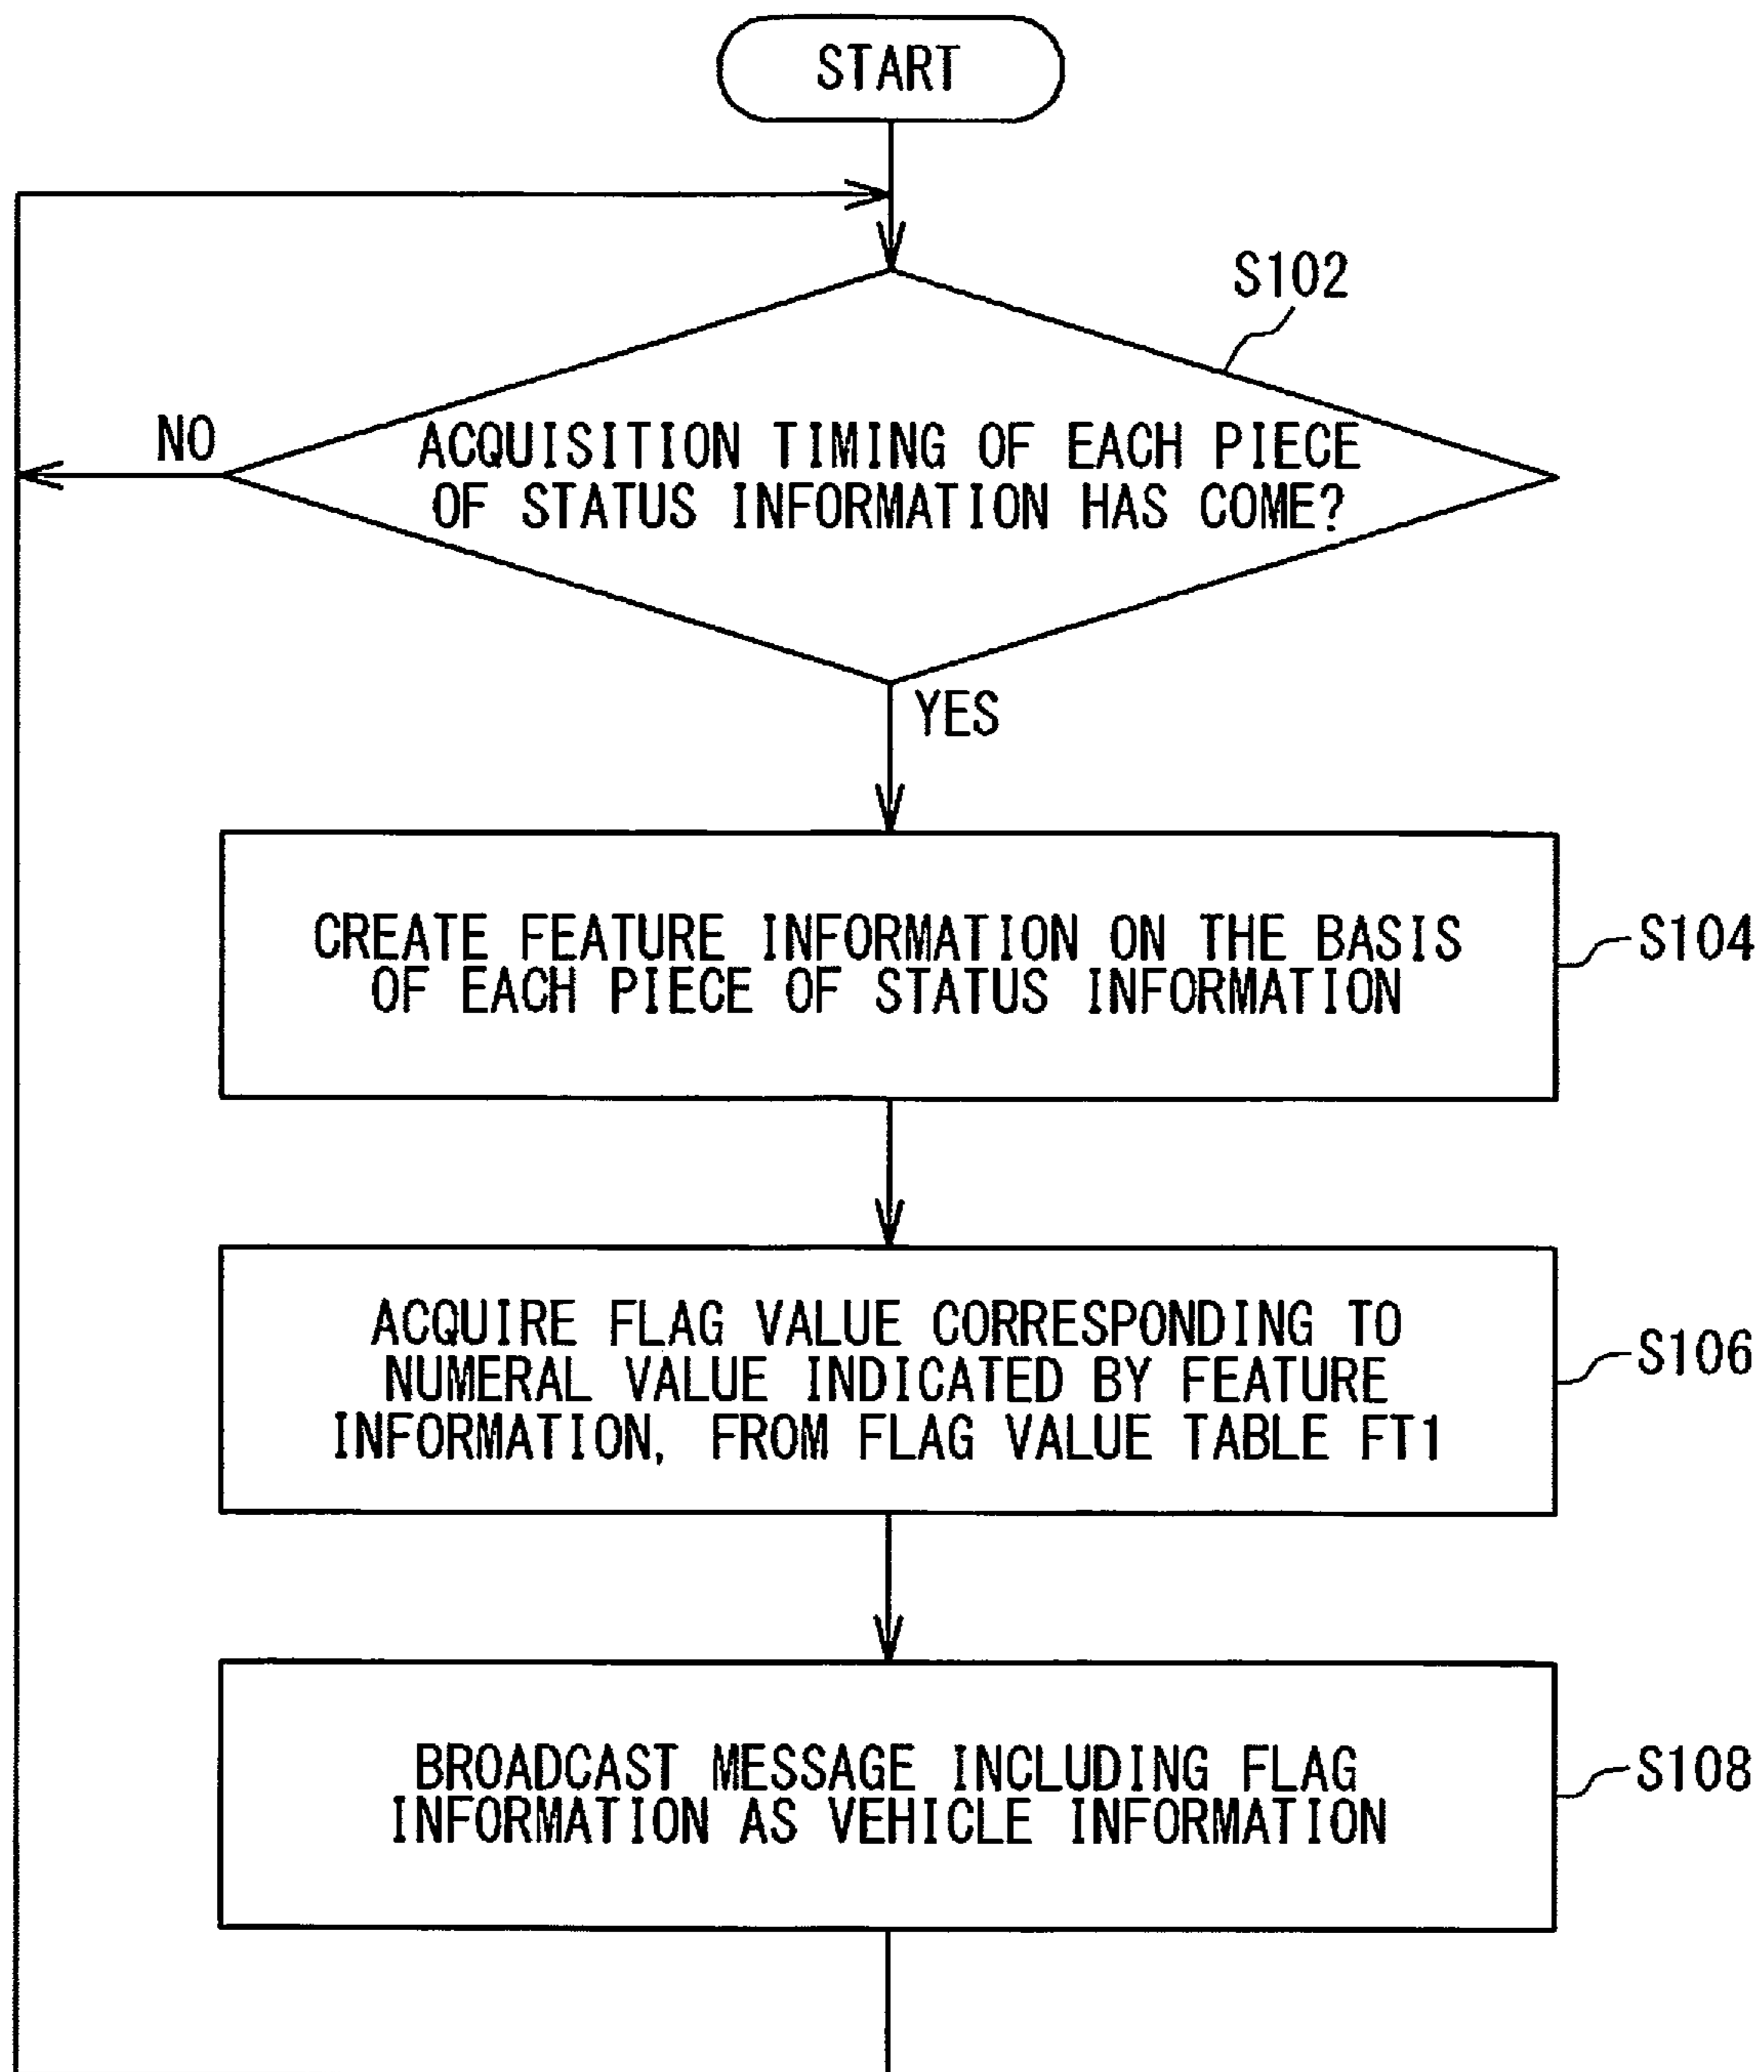 START
S102
NO
ACQUISITION TIMING OF EACH PIECE
OF STATUS INFORMATION HAS COME?
YES
CREATE FEATURE INFORMATION ON THE BASIS
OF EACH PIECE OF STATUS INFORMATION
S104
ACQUIRE FLAG VALUE CORRESPONDING TO
NUMERAL VALUE INDICATED BY FEATURE
INFORMATION, FROM FLAG VALUE TABLE FT1
S106
BROADCAST MESSAGE INCLUDING FLAG
INFORMATION AS VEHICLE INFORMATION
S108